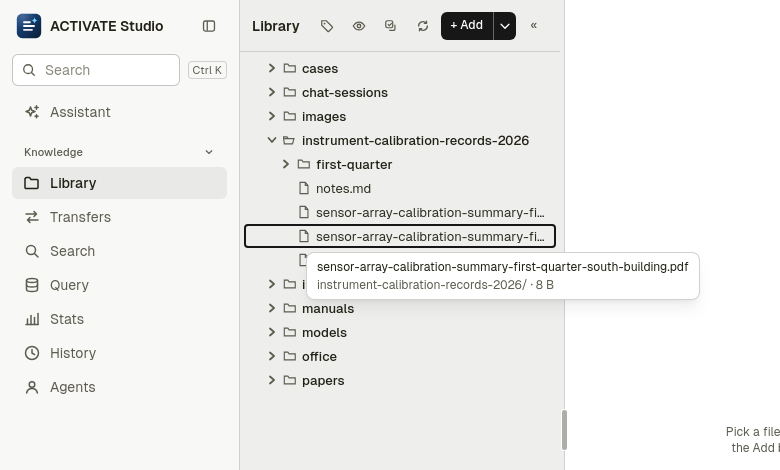 ACTIVATE Studio
Search
Ctrl K
Assistant
Knowledge
Library
Transfers
Search
Query
Stats
History
Agents
Library
+ Add
«
cases
chat-sessions
images
instrument-calibration-records-2026
first-quarter
notes.md
sensor-array-calibration-summary-fi...
sensor-array-calibration-summary-fi...
sensor-array-calibration-summary-first-quarter-south-building.pdf
instrument-calibration-records-2026/ · 8 B
manuals
models
office
papers
Pick a file
the Add